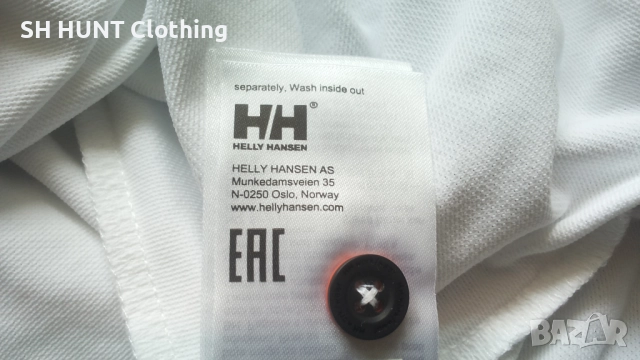 SH HUNT Clothing
separately, Wash inside out
HH®
HELLY HANSEN
HELLY HANSEN AS
Munkedamsveien 35
N-0250 Oslo, Norway
www.hellyhansen.com
EAC
BAZAR